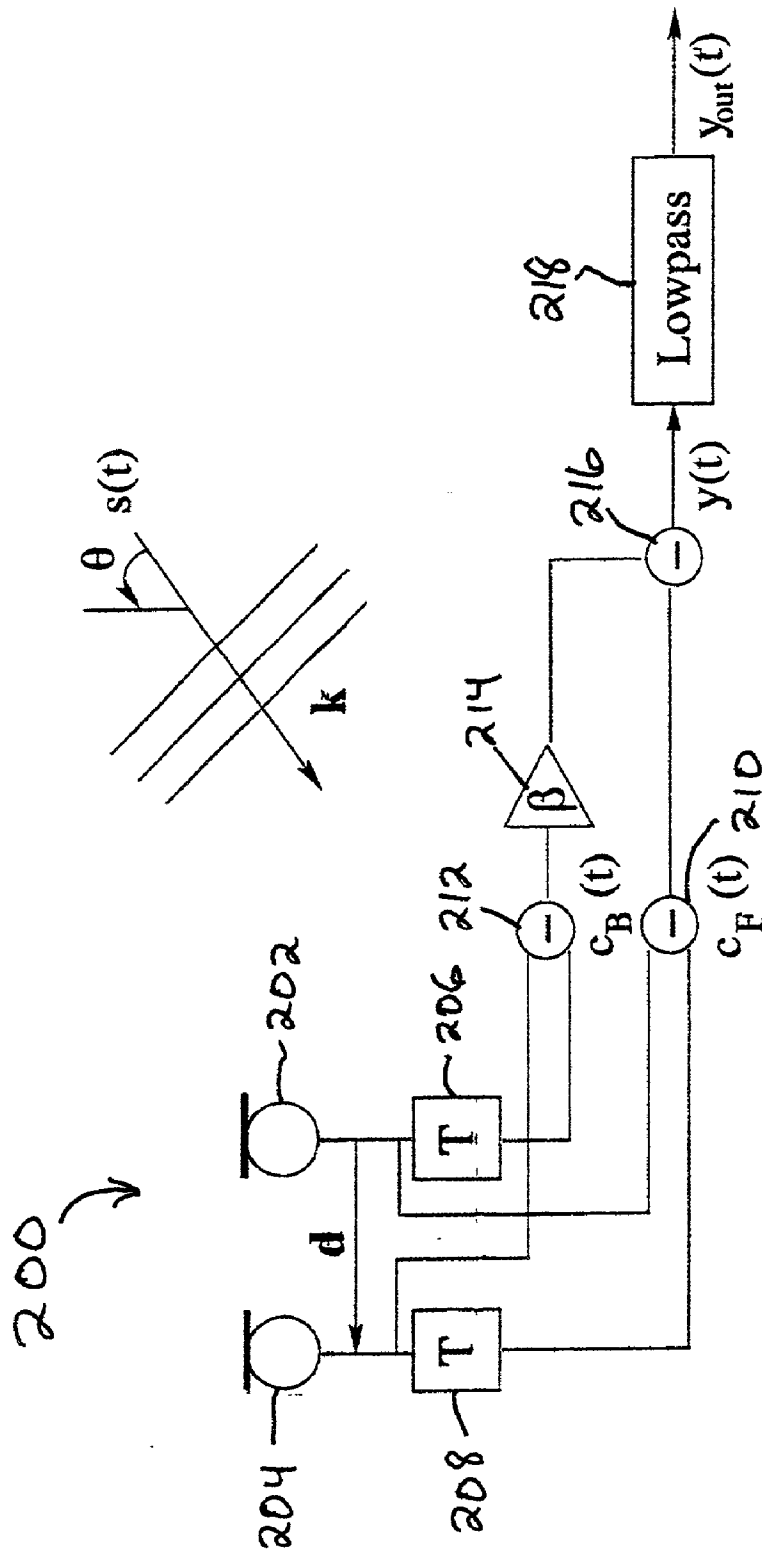 200
204
202
d
T
T
208
206
212
214
β
−
c_B(t)
−
c_F(t)
210
θ
s(t)
k
216
−
y(t)
218
Lowpass
y_out(t)